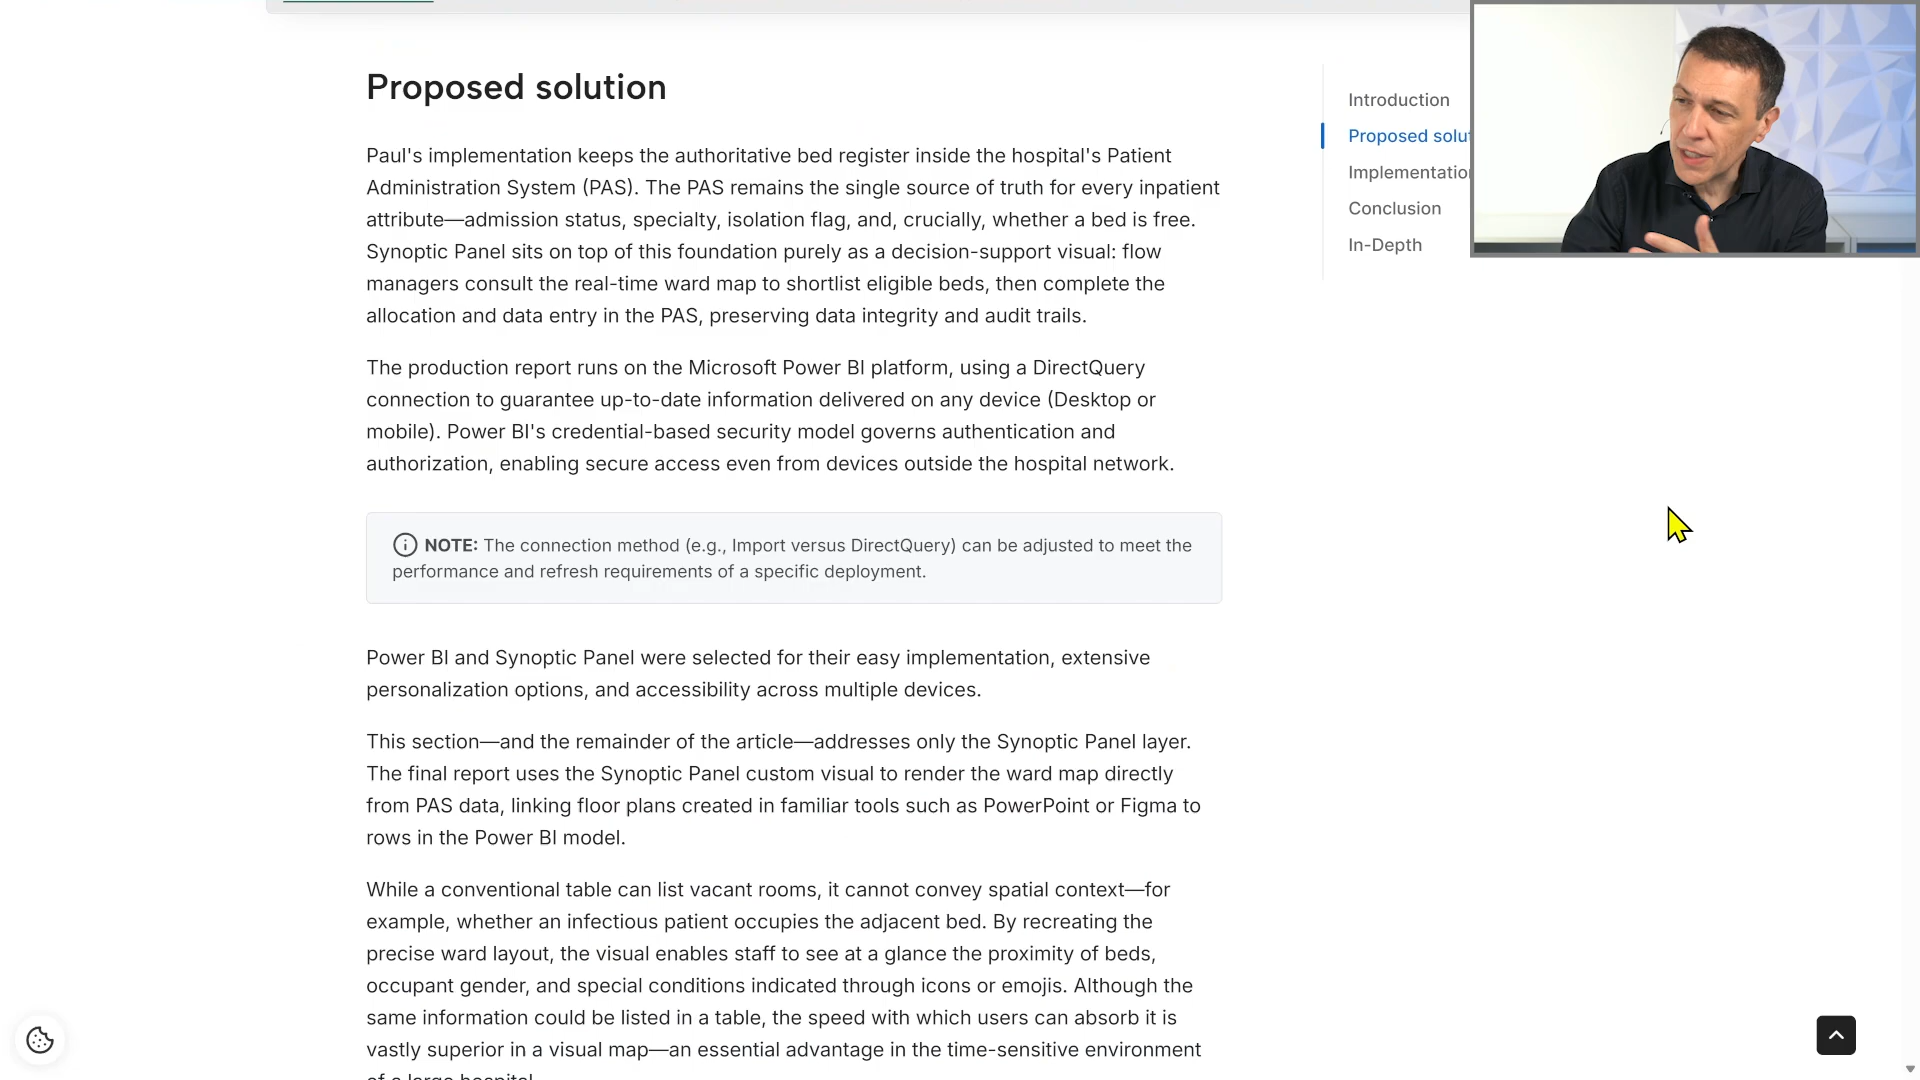 Proposed solution
Paul's implementation keeps the authoritative bed register inside the hospital's Patient
Administration System (PAS). The PAS remains the single source of truth for every inpatient
attribute—admission status, specialty, isolation flag, and, crucially, whether a bed is free.
Synoptic Panel sits on top of this foundation purely as a decision-support visual: flow
managers consult the real-time ward map to shortlist eligible beds, then complete the
allocation and data entry in the PAS, preserving data integrity and audit trails.
The production report runs on the Microsoft Power BI platform, using a DirectQuery
connection to guarantee up-to-date information delivered on any device (Desktop or
mobile). Power BI's credential-based security model governs authentication and
authorization, enabling secure access even from devices outside the hospital network.
NOTE: The connection method (e.g., Import versus DirectQuery) can be adjusted to meet the
performance and refresh requirements of a specific deployment.
Power BI and Synoptic Panel were selected for their easy implementation, extensive
personalization options, and accessibility across multiple devices.
This section—and the remainder of the article—addresses only the Synoptic Panel layer.
The final report uses the Synoptic Panel custom visual to render the ward map directly
from PAS data, linking floor plans created in familiar tools such as PowerPoint or Figma to
rows in the Power BI model.
While a conventional table can list vacant rooms, it cannot convey spatial context—for
example, whether an infectious patient occupies the adjacent bed. By recreating the
precise ward layout, the visual enables staff to see at a glance the proximity of beds,
occupant gender, and special conditions indicated through icons or emojis. Although the
same information could be listed in a table, the speed with which users can absorb it is
vastly superior in a visual map—an essential advantage in the time-sensitive environment
of a large hospital.
Introduction
Proposed solut
Implementatio
Conclusion
In-Depth